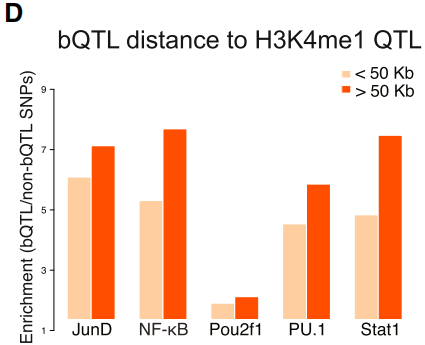 D
bQTL distance to H3K4me1 QTL
< 50 Kb
> 50 Kb
Enrichment (bQTL/non-bQTL SNPs)
9
7
5
3
1
JunD NF-κB Pou2f1 PU.1 Stat1